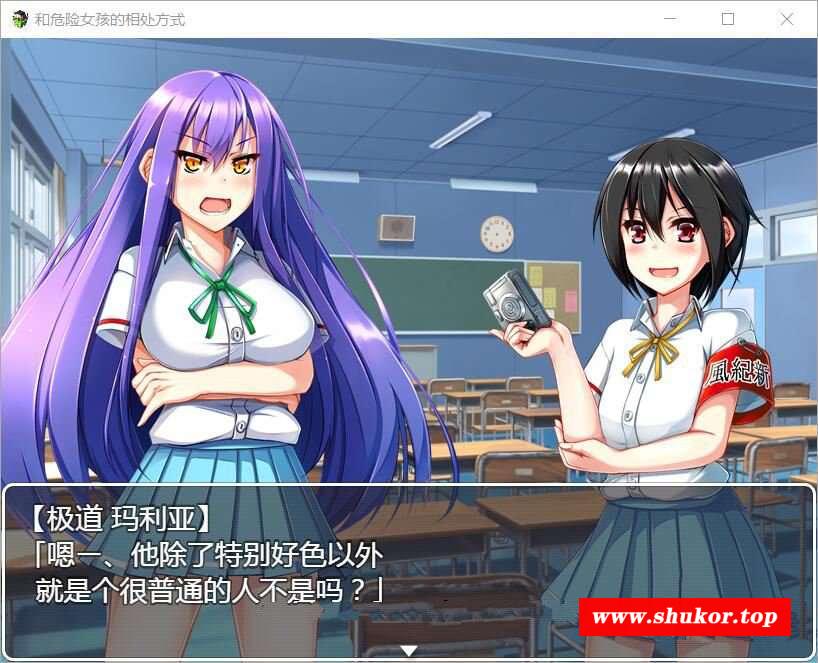 和危险女孩的相处方式
風紀新
【极道 玛利亚】
「嗯一、他除了特别好色以外
就是个很普通的人不是吗？」
www.shukor.top